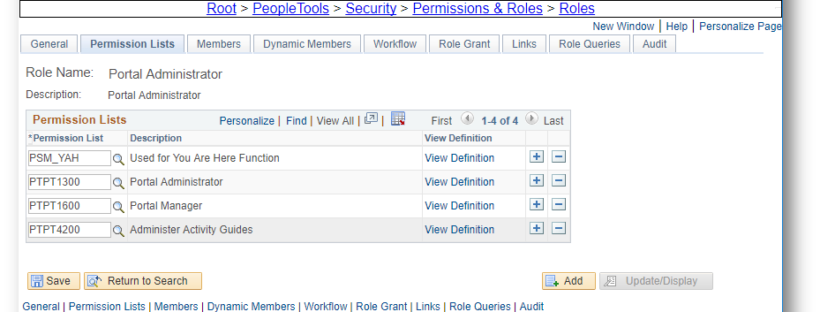 Root > PeopleTools > Security > Permissions & Roles > Roles
New Window | Help | Personalize Page
General Permission Lists Members Dynamic Members Workflow Role Grant Links Role Queries Audit
Role Name: Portal Administrator
Description: Portal Administrator
Permission Lists Personalize | Find | View All | | First 1-4 of 4 Last
*Permission List Description View Definition
PSM_YAH Used for You Are Here Function View Definition
PTPT1300 Portal Administrator View Definition
PTPT1600 Portal Manager View Definition
PTPT4200 Administer Activity Guides View Definition
Save Return to Search Add Update/Display
General | Permission Lists | Members | Dynamic Members | Workflow | Role Grant | Links | Role Queries | Audit